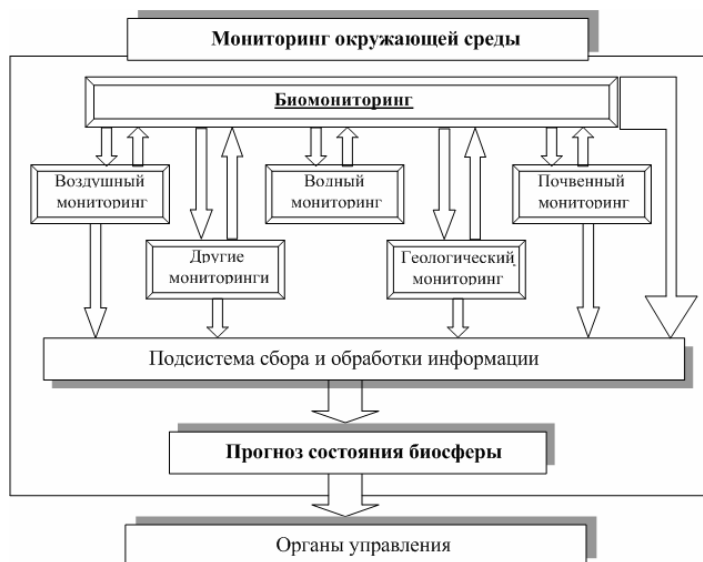 Мониторинг окружающей среды
Биомониторинг
Воздушный
мониторинг
Водный
мониторинг
Почвенный
мониторинг
Другие
мониторинги
Геологический
мониторинг
Подсистема сбора и обработки информации
Прогноз состояния биосферы
Органы управления